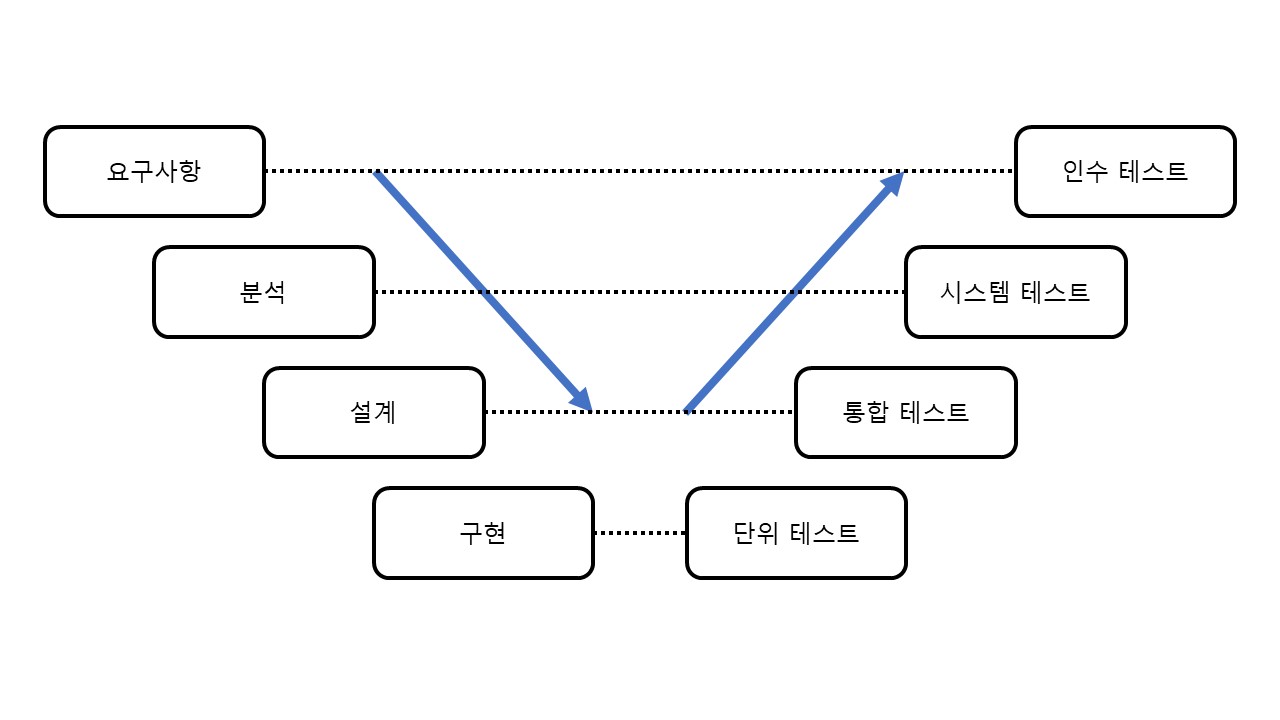 요구사항
인수 테스트
분석
시스템 테스트
설계
통합 테스트
구현
단위 테스트